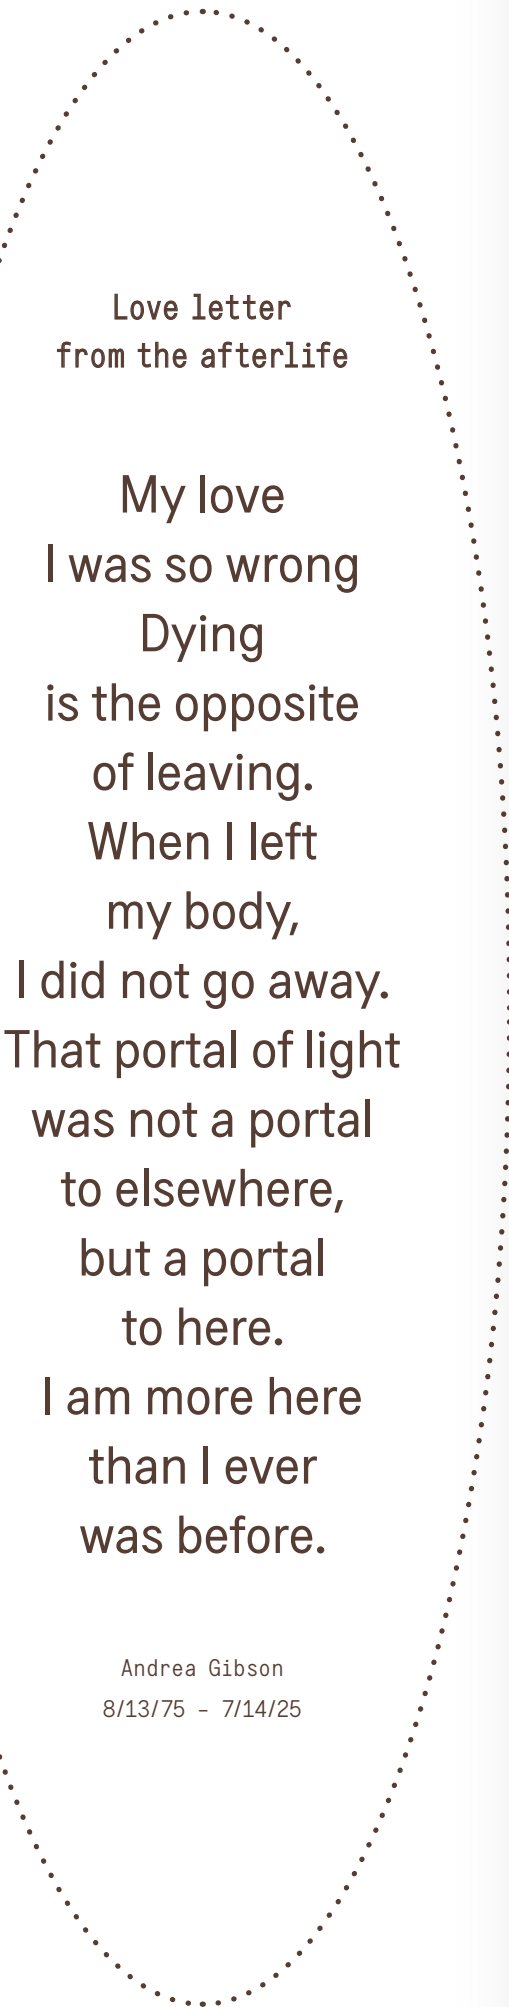 Love letter
from the afterlife
My love
I was so wrong
Dying
is the opposite
of leaving.
When I left
my body,
I did not go away.
That portal of light
was not a portal
to elsewhere,
but a portal
to here.
I am more here
than I ever
was before.
Andrea Gibson
8/13/75 – 7/14/25